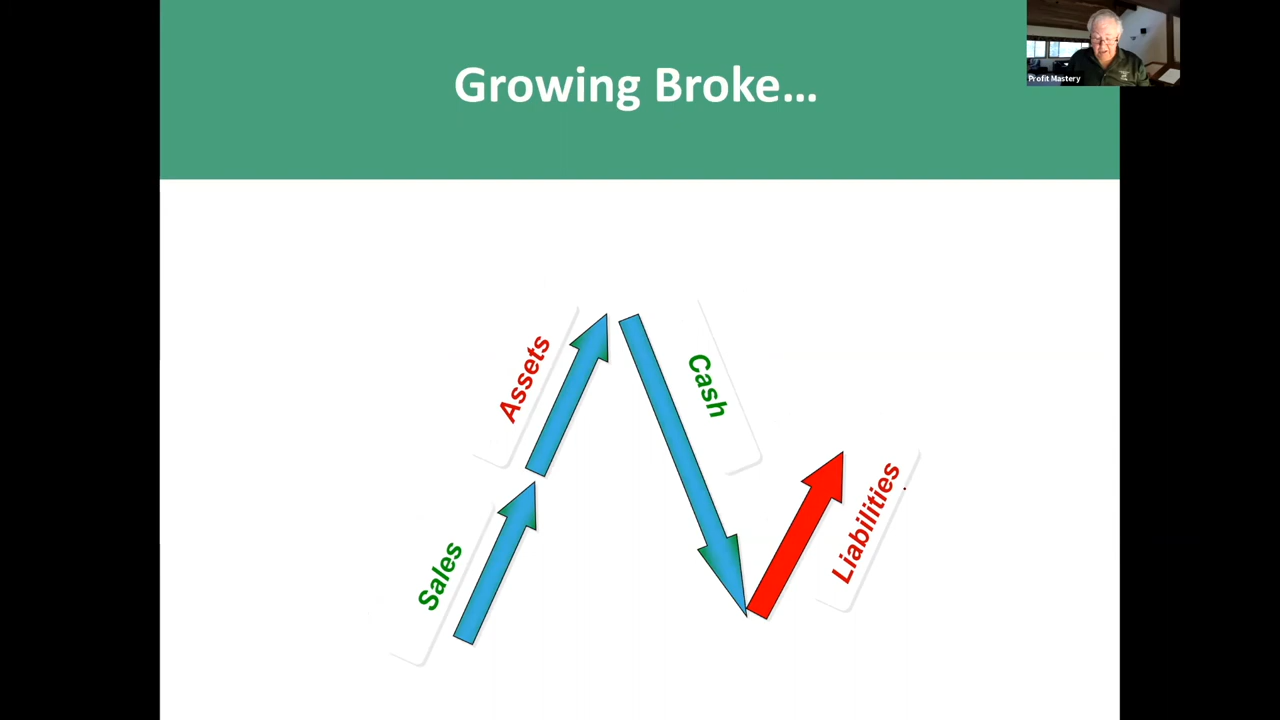 Growing Broke...
Profit Mastery
Assets
Cash
Sales
Liabilities